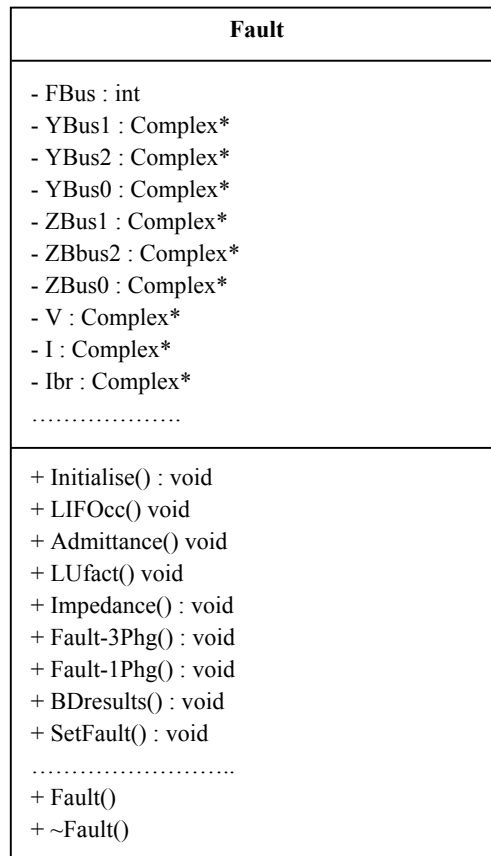 Fault
- FBus : int
- YBus1 : Complex*
- YBus2 : Complex*
- YBus0 : Complex*
- ZBus1 : Complex*
- ZBbus2 : Complex*
- ZBus0 : Complex*
- V : Complex*
- I : Complex*
- Ibr : Complex*
……………….
+ Initialise() : void
+ LIFOcc() void
+ Admittance() void
+ LUfact() void
+ Impedance() : void
+ Fault-3Phg() : void
+ Fault-1Phg() : void
+ BDresults() : void
+ SetFault() : void
……………………..
+ Fault()
+ ~Fault()